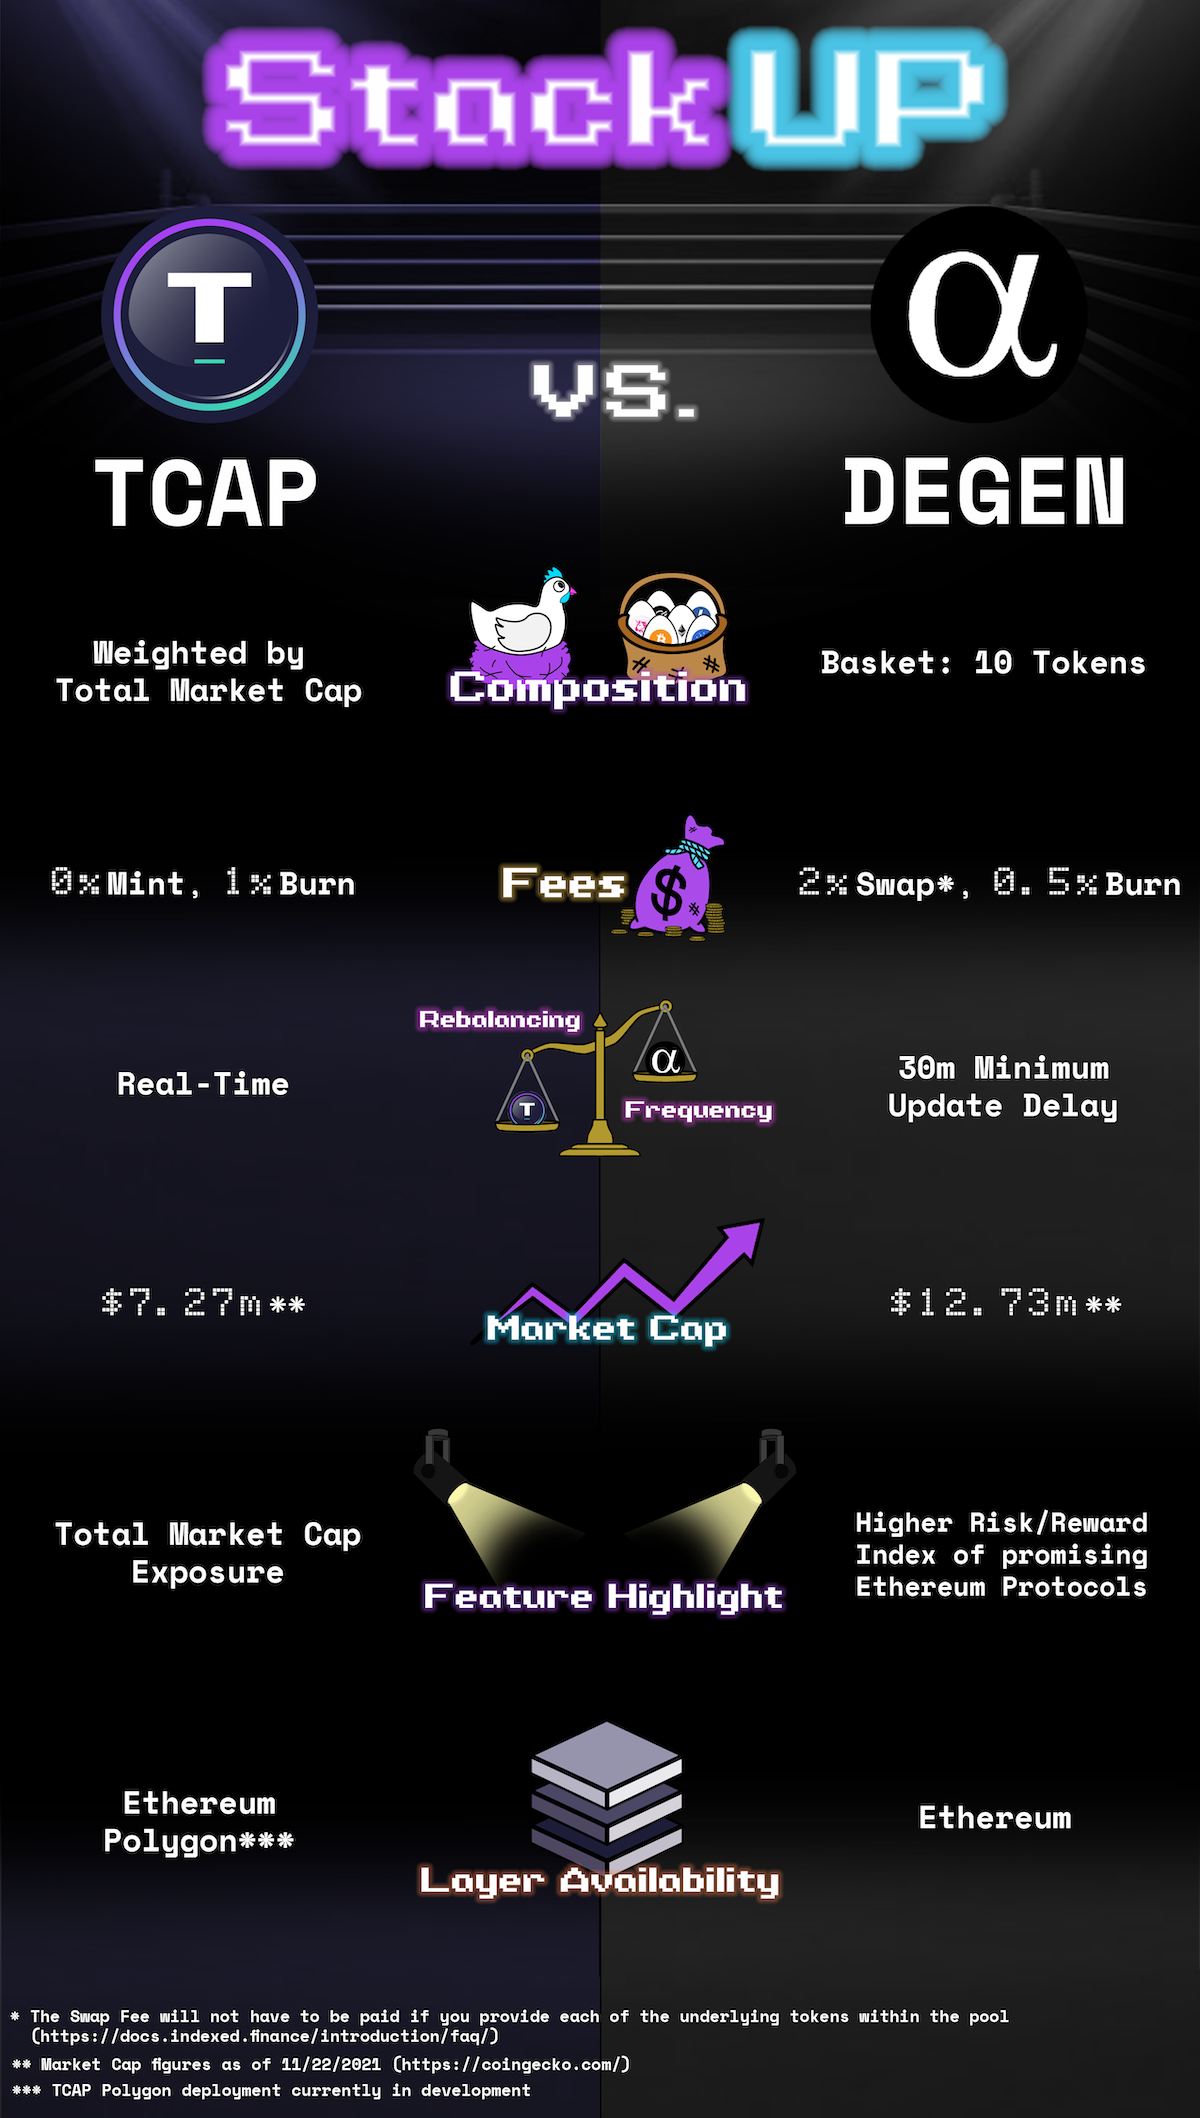 Stack UP
T
α
vs.
TCAP
DEGEN
Weighted by
Total Market Cap
Composition
Basket: 10 Tokens
0% Mint, 1% Burn
Fees
$
2% Swap*, 0.5% Burn
Rebalancing
Frequency
T
α
Real-Time
30m Minimum
Update Delay
$7.27m**
Market Cap
$12.73m**
Total Market Cap
Exposure
Feature Highlight
Higher Risk/Reward
Index of promising
Ethereum Protocols
Ethereum
Polygon***
Layer Availability
Ethereum
* The Swap Fee will not have to be paid if you provide each of the underlying tokens within the pool
(https://docs.indexed.finance/introduction/faq/)
** Market Cap figures as of 11/22/2021 (https://coingecko.com/)
*** TCAP Polygon deployment currently in development